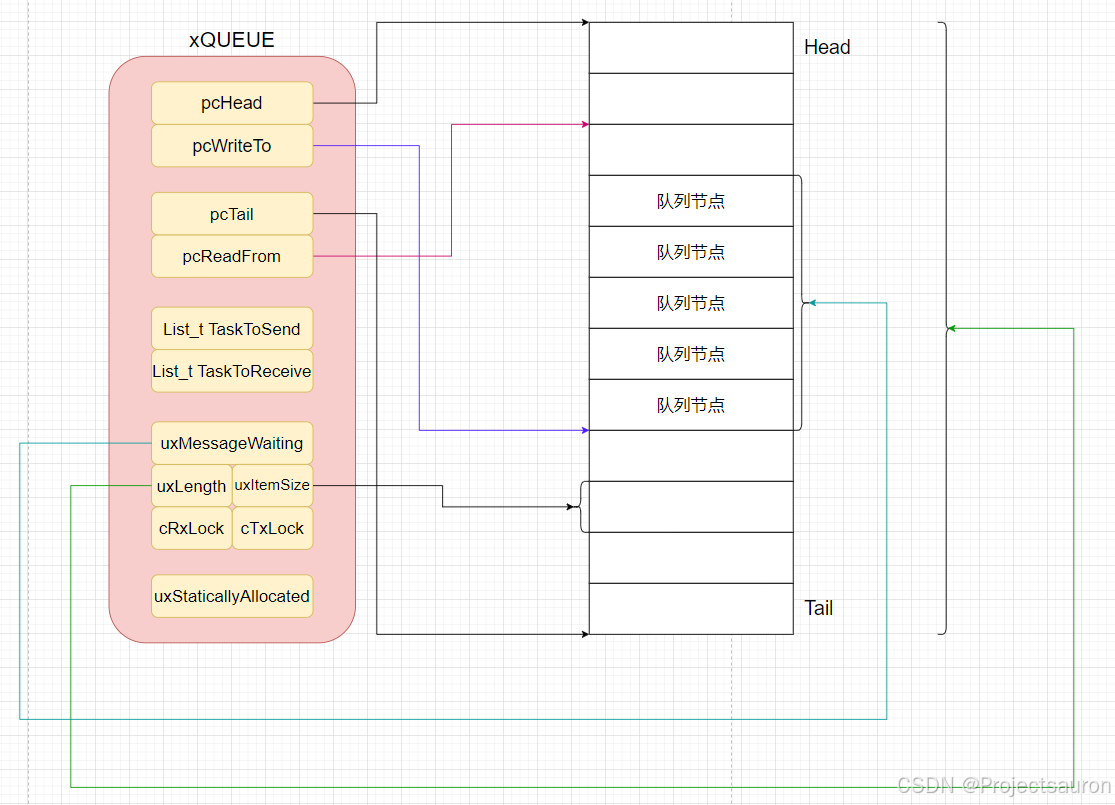 xQUEUE
pcHead
pcWriteTo
pcTail
pcReadFrom
List_t TaskToSend
List_t TaskToReceive
uxMessageWaiting
uxLength
uxItemSize
cRxLock
cTxLock
uxStaticallyAllocated
Head
队列节点
队列节点
队列节点
队列节点
队列节点
Tail
CSDN @Projectsauron